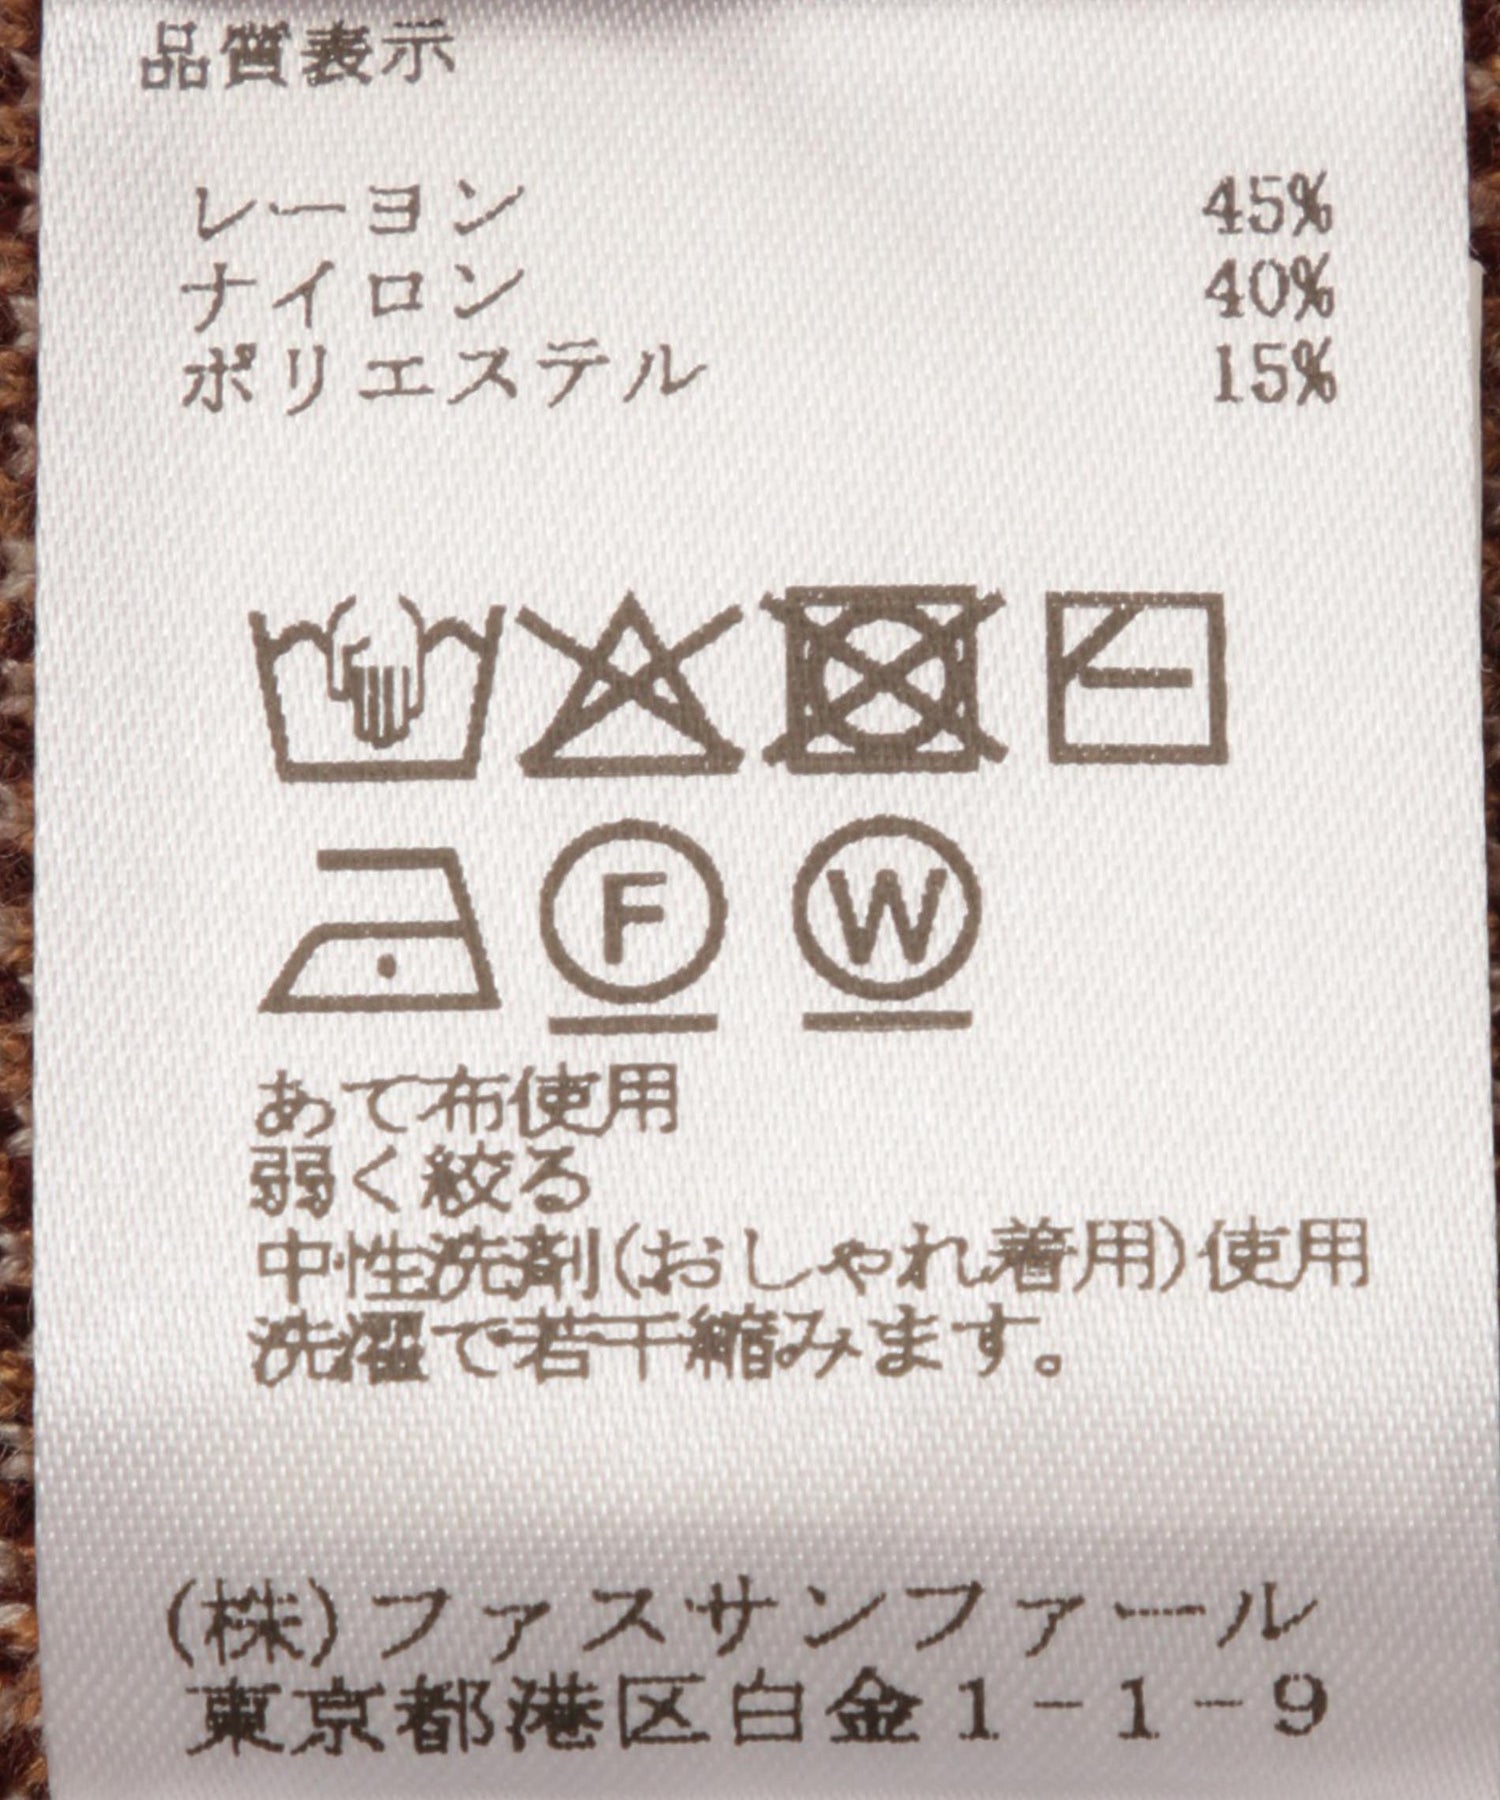 品質表示
レーヨン 45%
ナイロン 40%
ポリエステル 15%
F W
あて布使用
弱く絞る
中性洗剤(おしゃれ着用)使用
洗濯で若干縮みます。
(株)ファスサンファール
東京都港区白金1-1-9